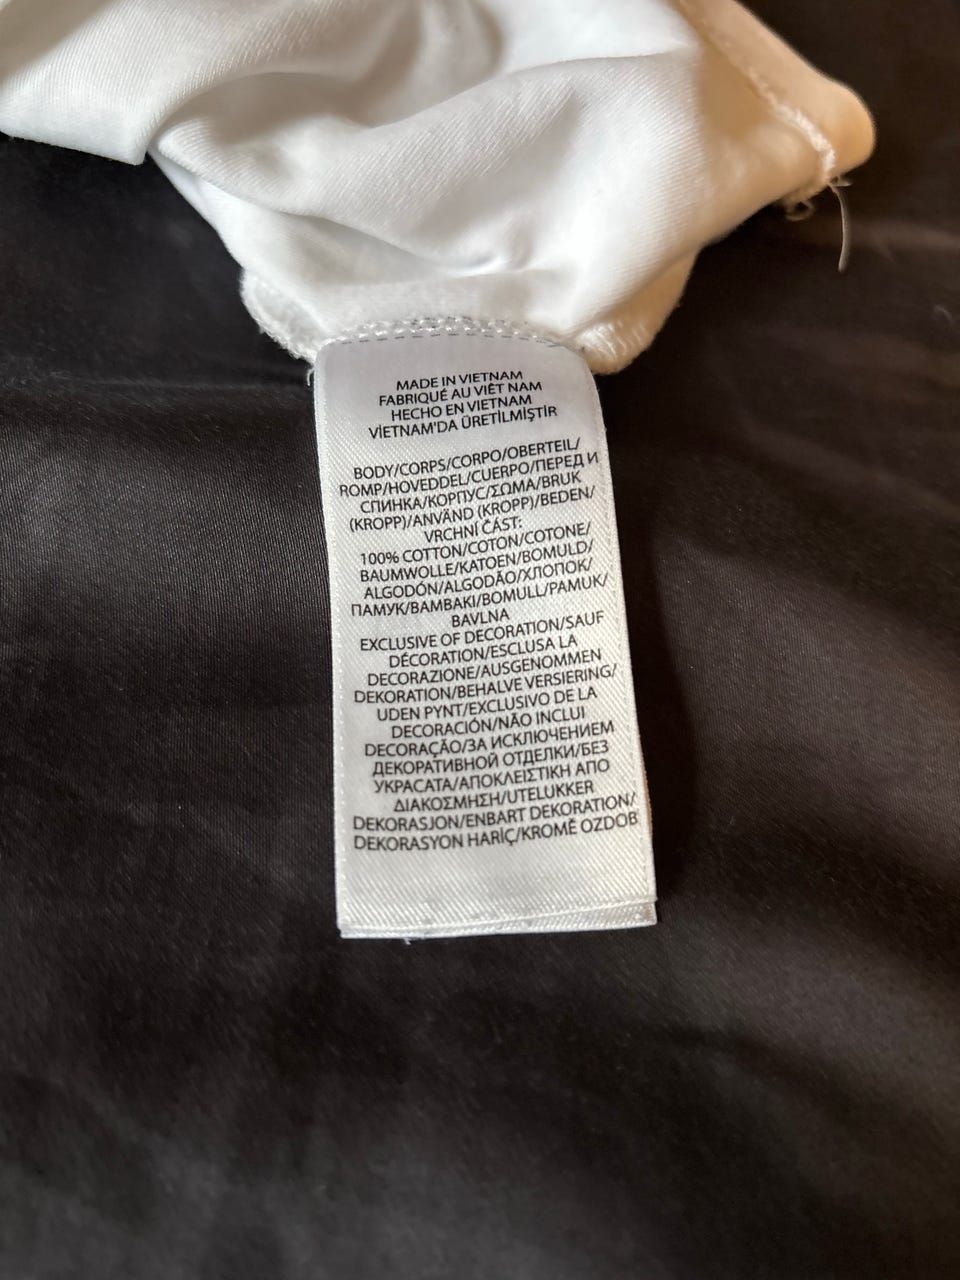 MADE IN VIETNAM
FABRIQUÉ AU VIÊT NAM
HECHO EN VIETNAM
VİETNAM'DA ÜRETİLMİŞTİR
BODY/CORPS/CORPO/OBERTEIL/
ROMP/HOVEDDEL/CUERPO/ПЕРЕД И
СПИНКА/КОРПУС/ΣΩΜΑ/BRUK
(KROPP)/ANVÄND (KROPP)/BEDEN/
VRCHNÍ ČÁST:
100% COTTON/COTON/COTONE/
BAUMWOLLE/KATOEN/BOMULD/
ALGODÓN/ALGODÃO/ХЛОПОК/
ПАМУК/BAMBAKI/BOMULL/PAMUK/
BAVLNA
EXCLUSIVE OF DECORATION/SAUF
DÉCORATION/ESCLUSA LA
DECORAZIONE/AUSGENOMMEN
DEKORATION/BEHALVE VERSIERING/
UDEN PYNT/EXCLUSIVO DE LA
DECORACIÓN/NÃO INCLUI
DECORAÇÃO/ЗА ИСКЛЮЧЕНИЕМ
ДЕКОРАТИВНОЙ ОТДЕЛКИ/БЕЗ
УКРАСАТА/ΑΠΟΚΛΕΙΣΤΙΚΗ ΑΠΟ
ΔΙΑΚΟΣΜΗΣΗ/UTELUKKER
DEKORASJON/ENBART DEKORATION/
DEKORASYON HARİÇ/KROMĚ OZDOB